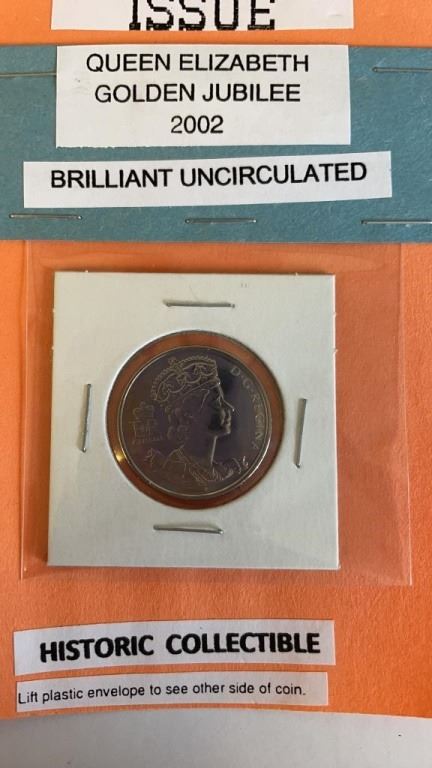 ISSUE
QUEEN ELIZABETH
GOLDEN JUBILEE
2002
BRILLIANT UNCIRCULATED
D·G·REGINA
HISTORIC COLLECTIBLE
Lift plastic envelope to see other side of coin.